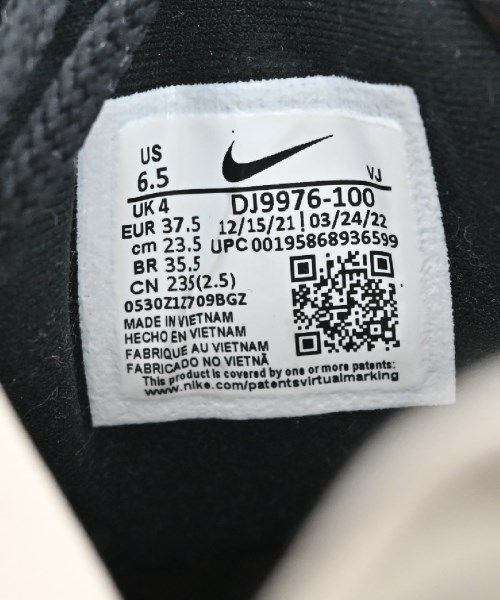 US
6.5
VJ
UK 4
DJ9976-100
EUR 37.5
12/15/21 | 03/24/22
cm 23.5
UPC 00195868936599
BR 35,5
CN 235(2.5)
0530Z1Z709BGZ
MADE IN VIETNAM
HECHO EN VIETNAM
FABRIQUE AU VIETNAM
FABRICADO NO VIETNÃ
This product is covered by one or more patents:
www.nike.com/patentsvirtualmarking